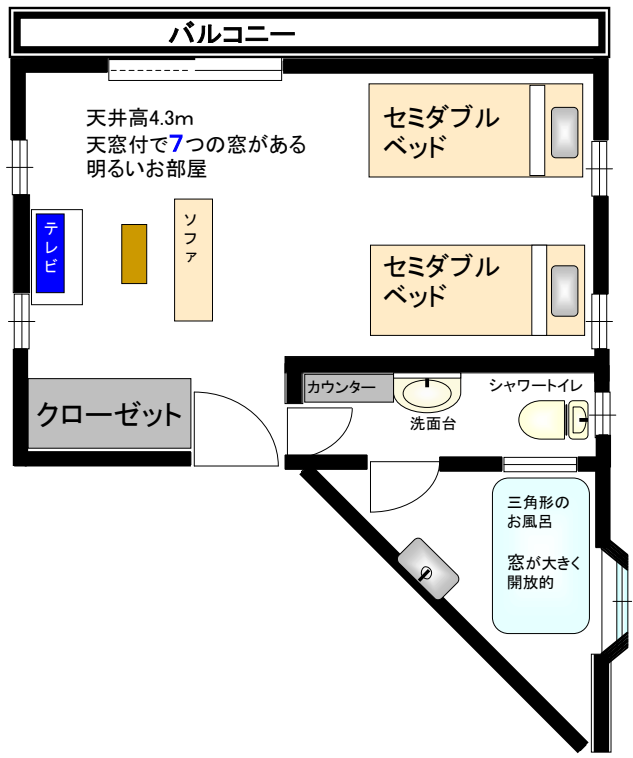 バルコニー
天井高4.3m
天窓付で7つの窓がある
明るいお部屋
セミダブル
ベッド
テレビ
ソファ
セミダブル
ベッド
クローゼット
カウンター
洗面台
シャワートイレ
三角形の
お風呂
窓が大きく
開放的